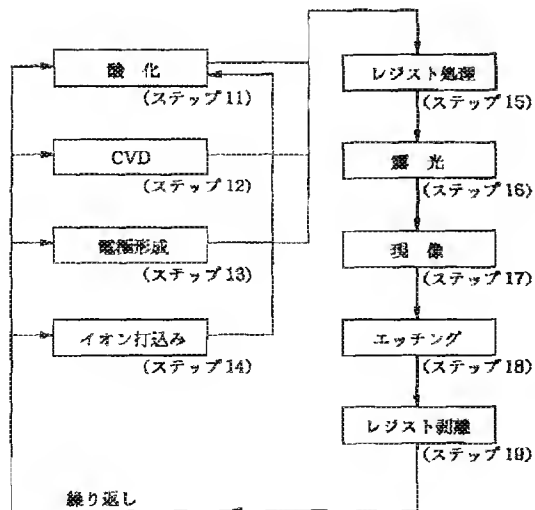 酸化
(ステップ11)
CVD
(ステップ12)
電極形成
(ステップ13)
イオン打込み
(ステップ14)
レジスト処理
(ステップ15)
露光
(ステップ16)
現像
(ステップ17)
エッチング
(ステップ18)
レジスト剥離
(ステップ19)
繰り返し